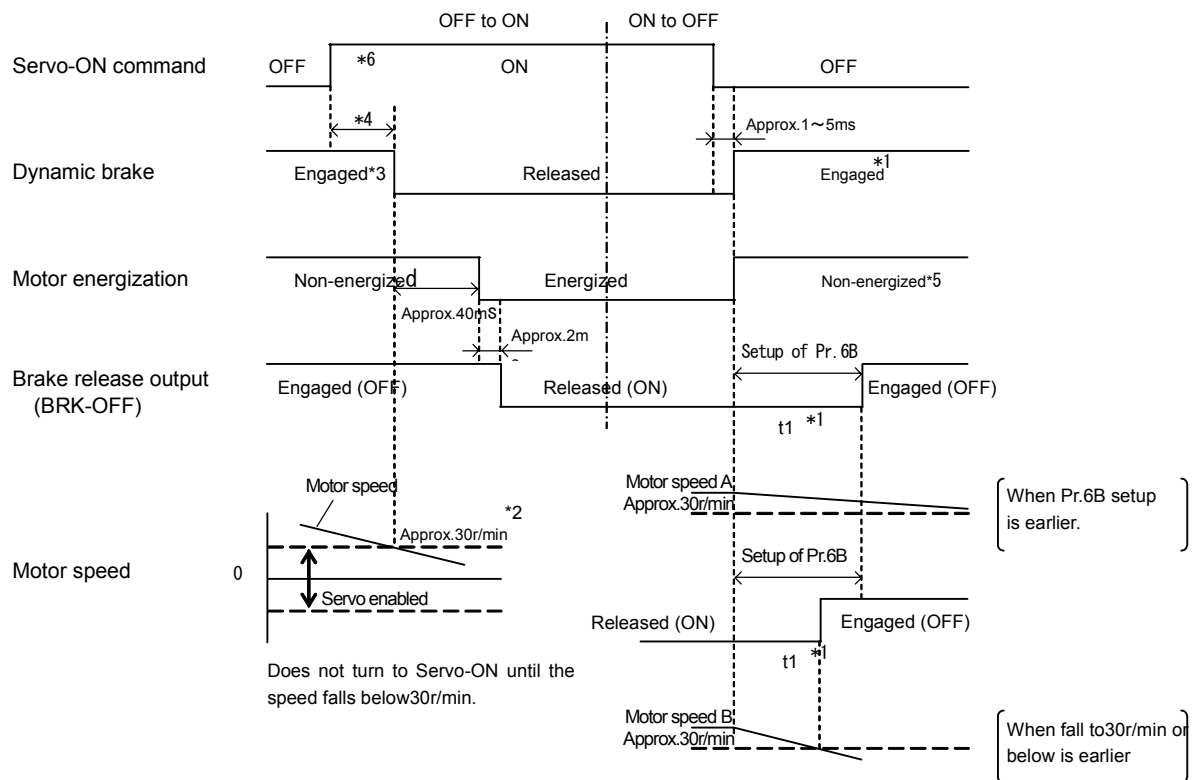 OFF to ON
ON to OFF
Servo-ON command
OFF
*6
ON
OFF
*4
Approx.1～5ms
Dynamic brake
Engaged*3
Released
Engaged*1
Motor energization
Non-energized
Energized
Non-energized*5
Approx.40ms
Approx.2m
Setup of Pr.6B
Brake release output
(BRK-OFF)
Engaged (OFF)
Released (ON)
Engaged (OFF)
t1 *1
Motor speed A
Approx.30r/min
When Pr.6B setup
is earlier.
Motor speed
Approx.30r/min *2
Motor speed
0
Servo enabled
Setup of Pr.6B
Released (ON)
Engaged (OFF)
t1 *1
Does not turn to Servo-ON until the
speed falls below30r/min.
Motor speed B
Approx.30r/min
When fall to30r/min or
below is earlier